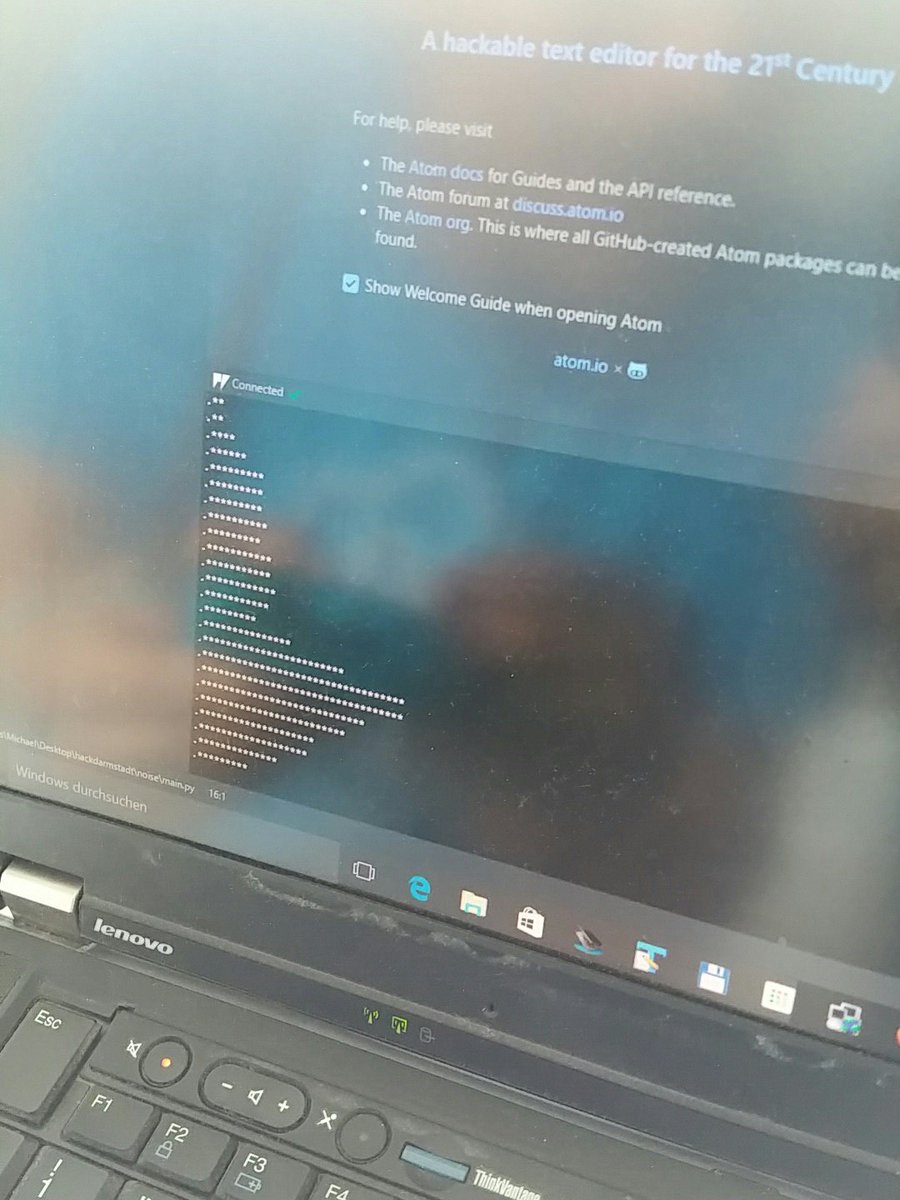 A hackable text editor for the 21st Century
For help, please visit
• The Atom docs for Guides and the API reference.
• The Atom forum at discuss.atom.io
• The Atom org. This is where all GitHub-created Atom packages can be
found.
Show Welcome Guide when opening Atom
atom.io ×
Connected
.**
.**
.****
.******
.*********
.*********
.*********
.**********
.*********
.***********
.***********
.************
.***********
.*********
.***************
s\Michael\Desktop\hackdarmstadt\noise\main.py 16:1
Windows durchsuchen
lenovo
Esc
- +
F1
F2
F3
F4
ThinkVantage
!
1